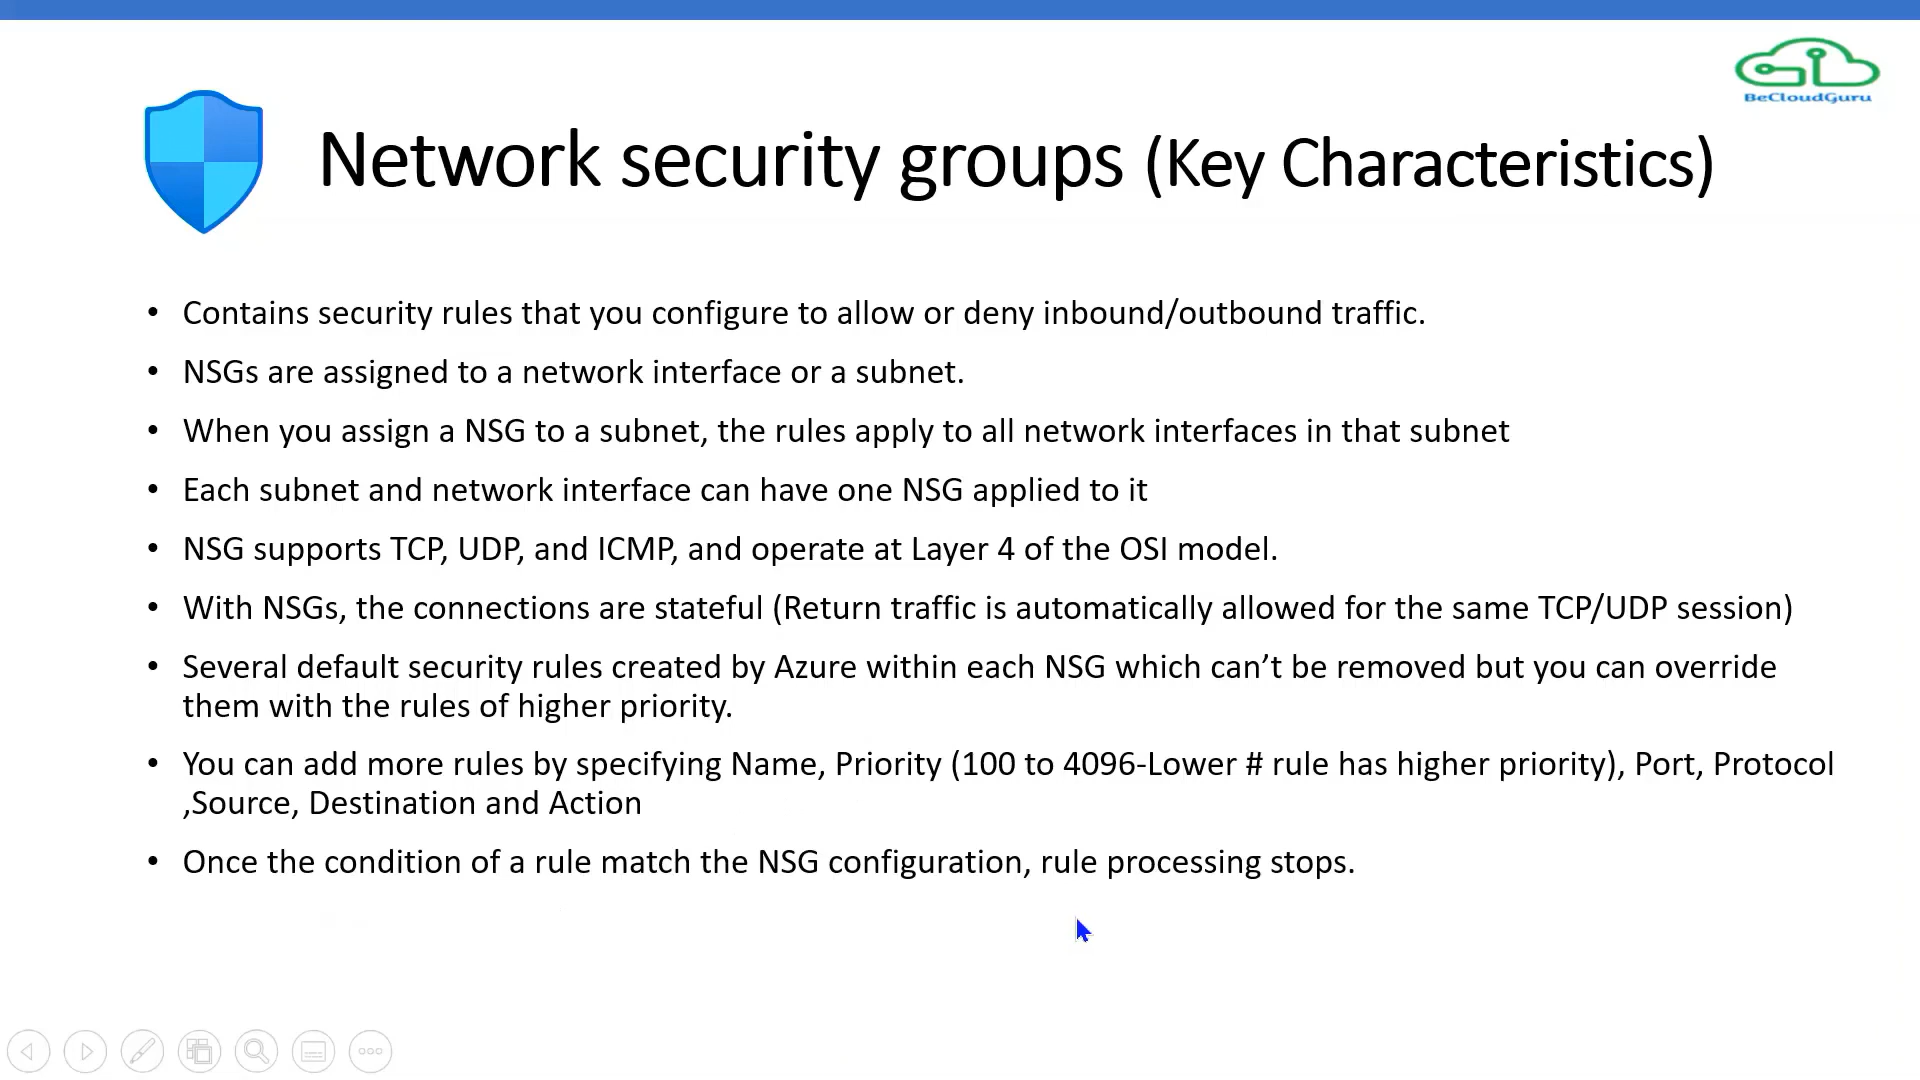 BeCloudGuru
Network security groups (Key Characteristics)
• Contains security rules that you configure to allow or deny inbound/outbound traffic.
• NSGs are assigned to a network interface or a subnet.
• When you assign a NSG to a subnet, the rules apply to all network interfaces in that subnet
• Each subnet and network interface can have one NSG applied to it
• NSG supports TCP, UDP, and ICMP, and operate at Layer 4 of the OSI model.
• With NSGs, the connections are stateful (Return traffic is automatically allowed for the same TCP/UDP session)
• Several default security rules created by Azure within each NSG which can’t be removed but you can override
them with the rules of higher priority.
• You can add more rules by specifying Name, Priority (100 to 4096-Lower # rule has higher priority), Port, Protocol
,Source, Destination and Action
• Once the condition of a rule match the NSG configuration, rule processing stops.